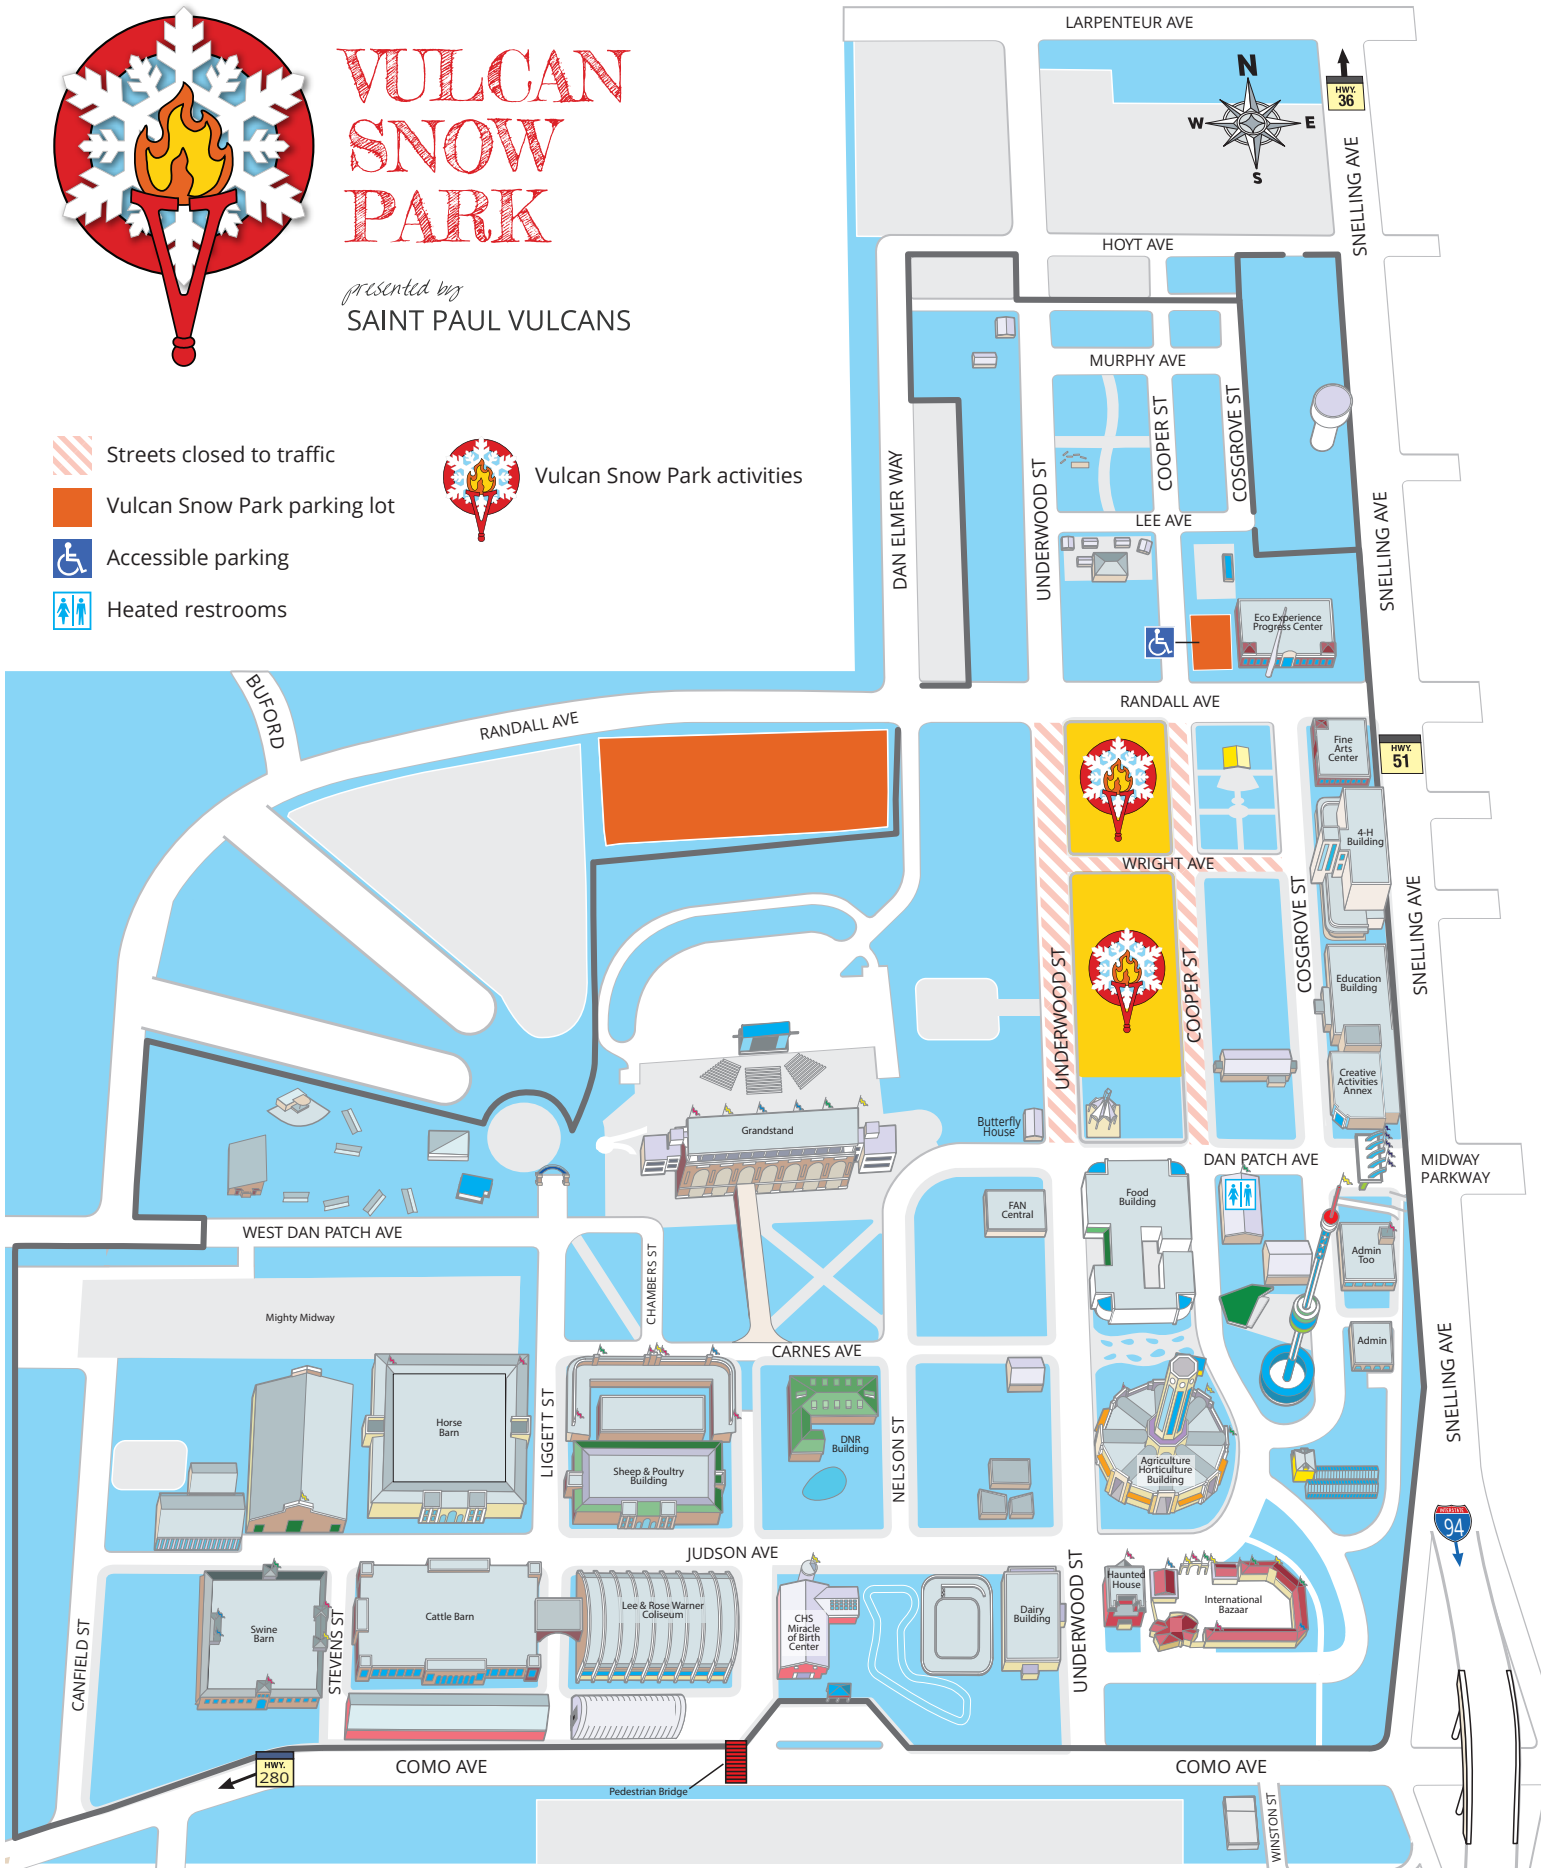 VULCAN
SNOW
PARK
presented by
SAINT PAUL VULCANS
Streets closed to traffic
Vulcan Snow Park parking lot
Accessible parking
Heated restrooms
Vulcan Snow Park activities
LARPENTEUR AVE
N
W
E
S
HWY.
36
SNELLING AVE
HOYT AVE
MURPHY AVE
COOPER ST
COSGROVE ST
DAN ELMER WAY
UNDERWOOD ST
LEE AVE
SNELLING AVE
Eco Experience
Progress Center
RANDALL AVE
BUFORD
RANDALL AVE
Fine
Arts
Center
HWY.
51
4-H
Building
WRIGHT AVE
COSGROVE ST
SNELLING AVE
UNDERWOOD ST
COOPER ST
Education
Building
Creative
Activities
Annex
Butterfly
House
Grandstand
DAN PATCH AVE
MIDWAY
PARKWAY
FAN
Central
Food
Building
WEST DAN PATCH AVE
CHAMBERS ST
Admin
Too
Mighty Midway
Admin
CARNES AVE
SNELLING AVE
Horse
Barn
LIGGETT ST
Sheep & Poultry
Building
DNR
Building
NELSON ST
Agriculture
Horticulture
Building
INTERSTATE
94
JUDSON AVE
UNDERWOOD ST
Haunted
House
International
Bazaar
CANFIELD ST
Swine
Barn
STEVENS ST
Cattle Barn
Lee & Rose Warner
Coliseum
CHS
Miracle
of Birth
Center
Dairy
Building
HWY.
280
COMO AVE
Pedestrian Bridge
COMO AVE
WINSTON ST